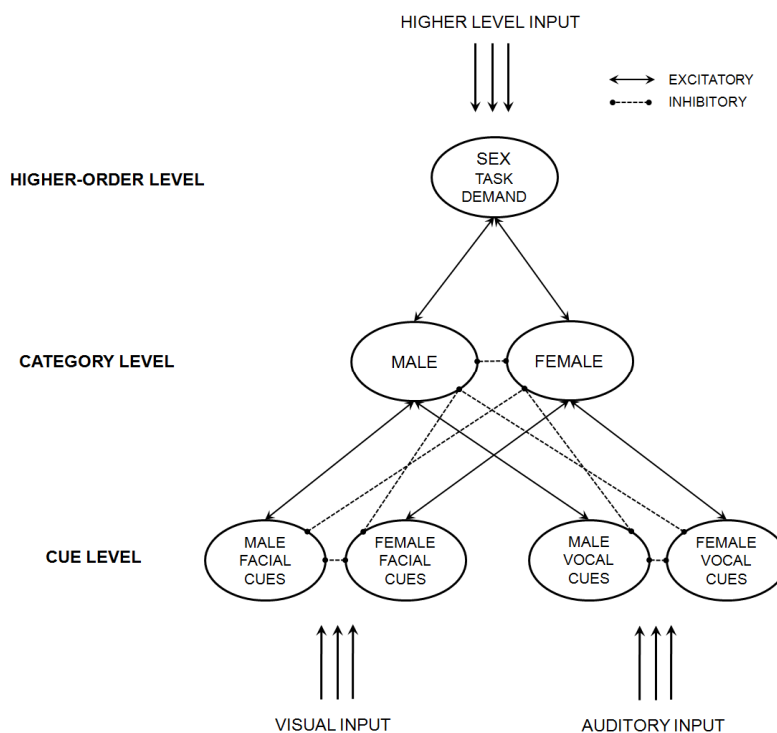 HIGHER LEVEL INPUT
EXCITATORY
INHIBITORY
HIGHER-ORDER LEVEL
SEX
TASK
DEMAND
CATEGORY LEVEL
MALE
FEMALE
CUE LEVEL
MALE
FACIAL
CUES
FEMALE
FACIAL
CUES
MALE
VOCAL
CUES
FEMALE
VOCAL
CUES
VISUAL INPUT
AUDITORY INPUT